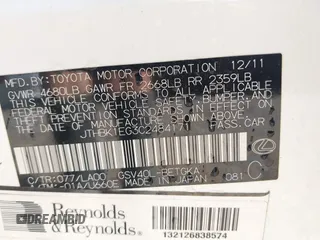 MFD.BY: TOYOTA MOTOR CORPORATION 12/11
GVWR 4680LB GAWR FR 2668LB RR 2359LB
THIS VEHICLE CONFORMS TO ALL APPLICABLE
FEDERAL MOTOR VEHICLE SAFETY, BUMPER AND
THEFT PREVENTION STANDARDS IN EFFECT ON
THE DATE OF MANUFACTURE SHOWN ABOVE.
PASS.CAR
C/TR:077/LA00 GSV40L-BETGKA
A/TM:-01A/U660E MADE IN JAPAN 081 C
DREAMBID
Reynolds
& Reynolds
132126838574